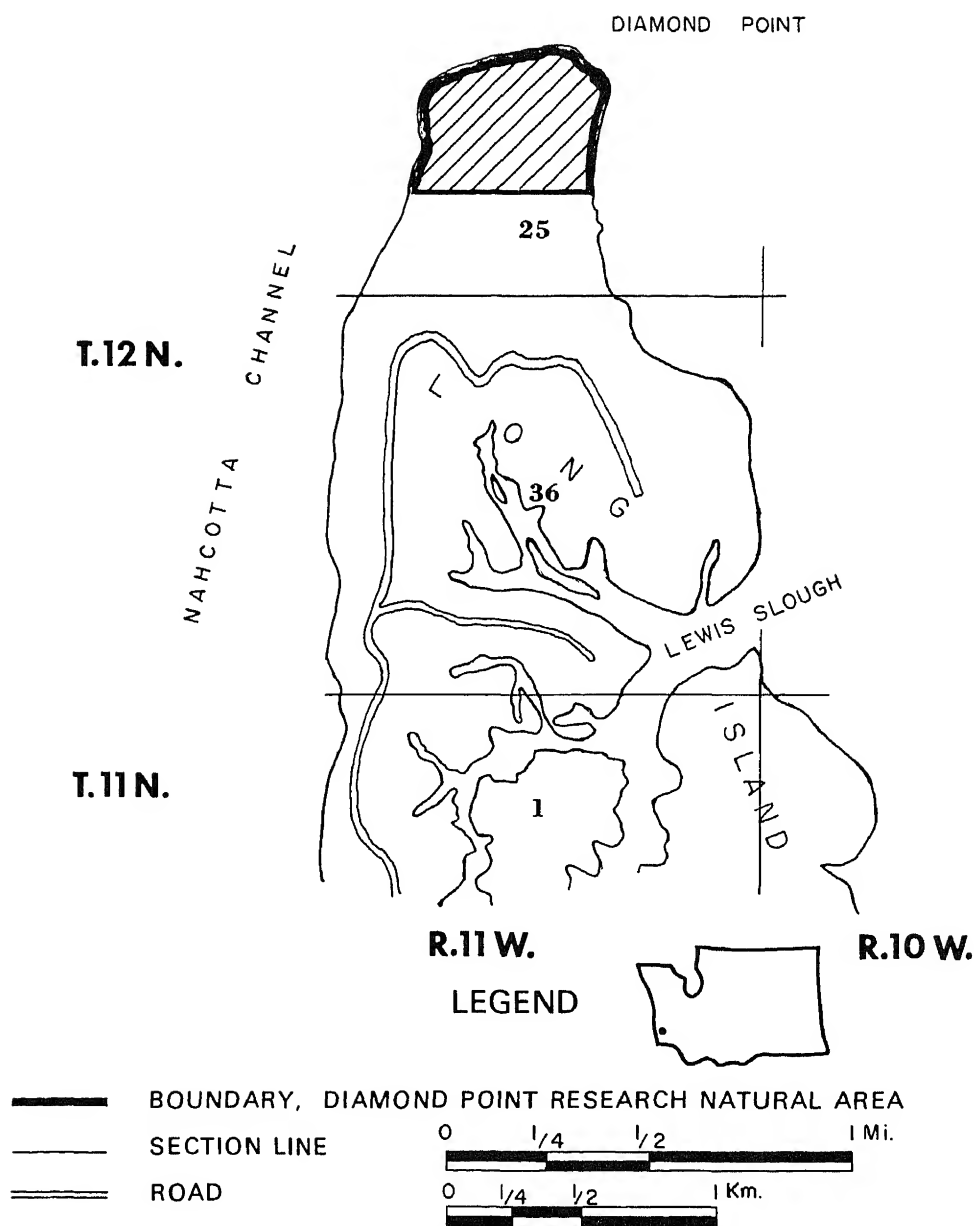 DIAMOND POINT
25
NAHCOTTA CHANNEL
T.12 N.
LONG
36
LEWIS SLOUGH
ISLAND
T.11 N.
1
R.11 W.
R.10 W.
LEGEND
BOUNDARY, DIAMOND POINT RESEARCH NATURAL AREA
SECTION LINE
0 1/4 1/2 1 Mi.
ROAD
0 1/4 1/2 1 Km.